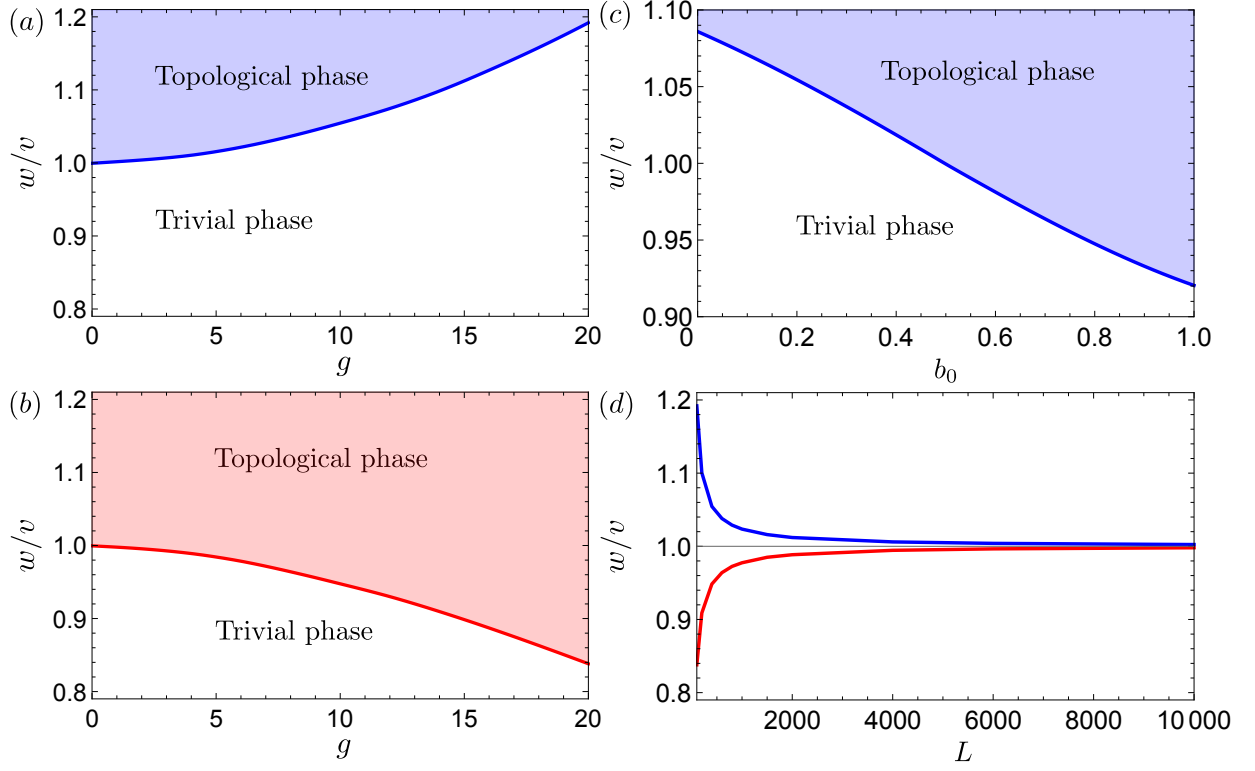 (a)
1.2
1.1
1.0
0.9
0.8
w/v
Topological phase
Trivial phase
0 5 10 15 20
g
(c)
1.10
1.05
1.00
0.95
0.90
w/v
Topological phase
Trivial phase
0 0.2 0.4 0.6 0.8 1.0
b₀
(b)
1.2
1.1
1.0
0.9
0.8
w/v
Topological phase
Trivial phase
0 5 10 15 20
g
(d)
1.2
1.1
1.0
0.9
0.8
w/v
2000 4000 6000 8000 10000
L